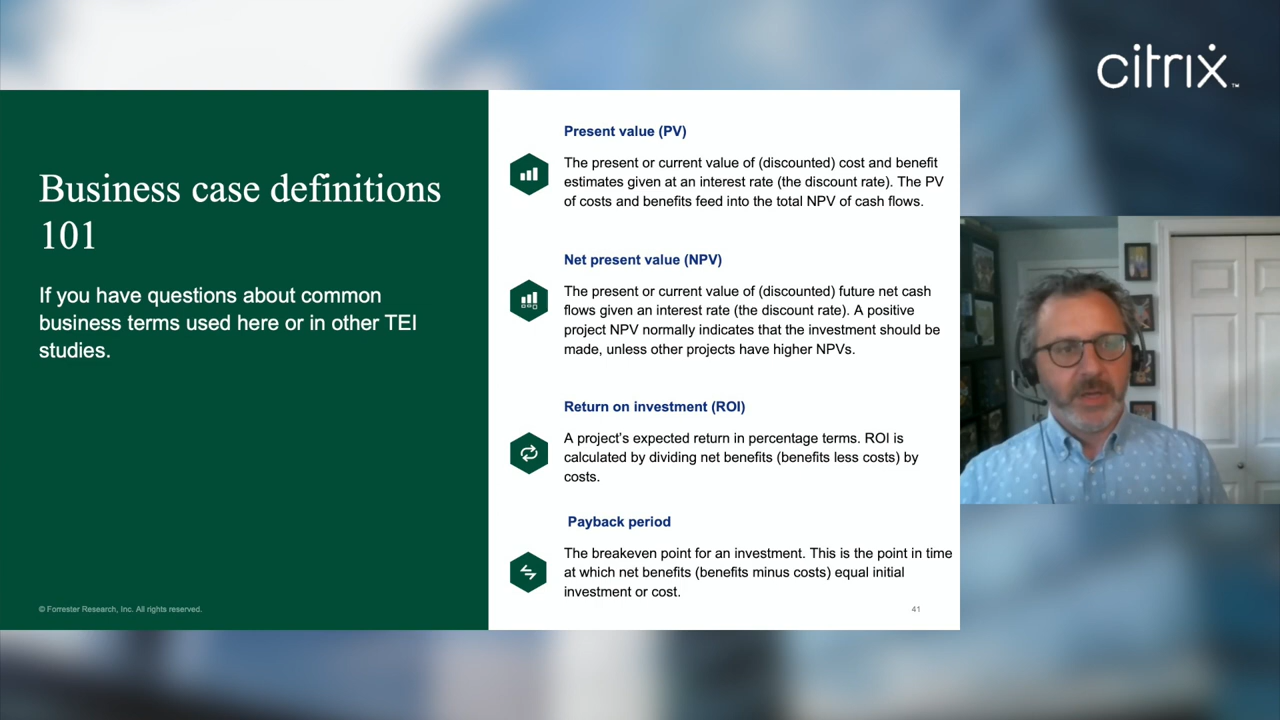 citrix™
Business case definitions
101
If you have questions about common
business terms used here or in other TEI
studies.
© Forrester Research, Inc. All rights reserved.
Present value (PV)
The present or current value of (discounted) cost and benefit
estimates given at an interest rate (the discount rate). The PV
of costs and benefits feed into the total NPV of cash flows.
Net present value (NPV)
The present or current value of (discounted) future net cash
flows given an interest rate (the discount rate). A positive
project NPV normally indicates that the investment should be
made, unless other projects have higher NPVs.
Return on investment (ROI)
A project’s expected return in percentage terms. ROI is
calculated by dividing net benefits (benefits less costs) by
costs.
Payback period
The breakeven point for an investment. This is the point in time
at which net benefits (benefits minus costs) equal initial
investment or cost.
41